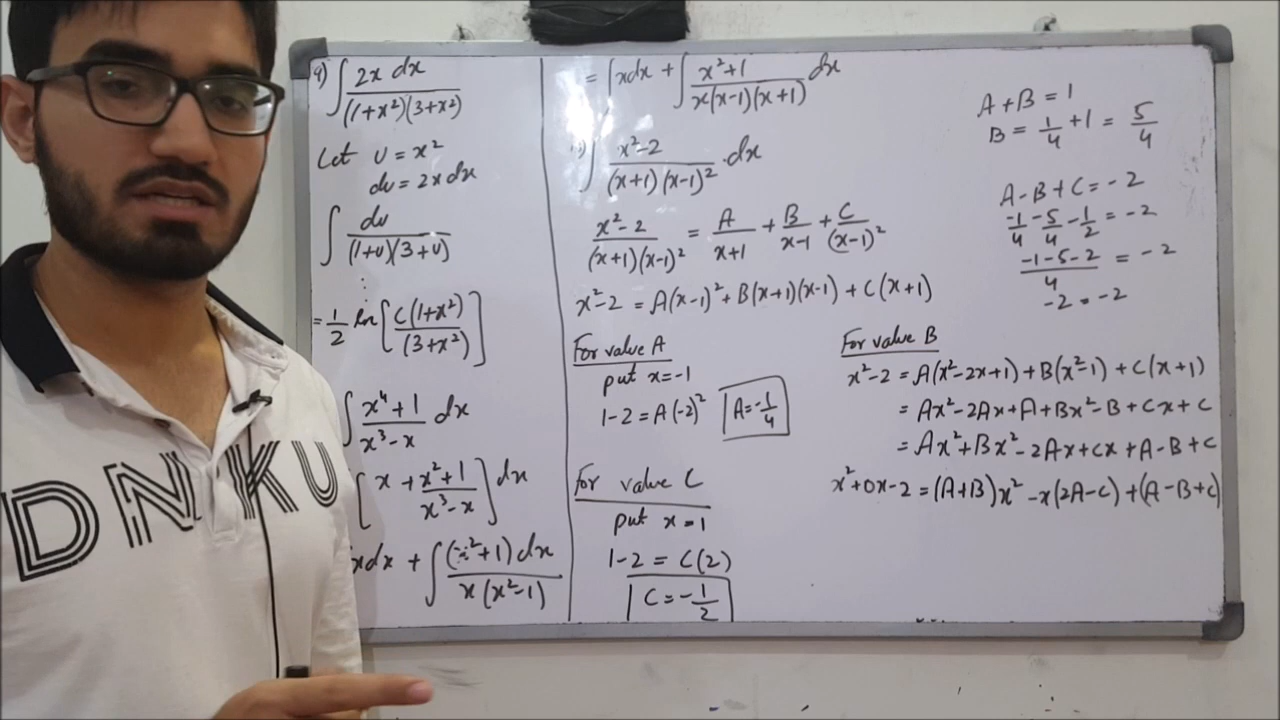 9) ∫ 2x dx / (1+x²)(3+x²)
Let u = x²
du = 2x dx
∫ du / (1+u)(3+u)
:
= 1/2 ln [ C(1+x²) / (3+x²) ]
∫ x⁴+1 / x³-x dx
[ x + x²+1 / x³-x ] dx
xdx + ∫ (x²+1) dx / x(x²-1)
= ∫xdx + ∫ x²+1 / x(x-1)(x+1) dx
) ∫ x²-2 / (x+1)(x-1)² .dx
x²-2 / (x+1)(x-1)² = A / x+1 + B / x-1 + C / (x-1)²
x²-2 = A(x-1)² + B(x+1)(x-1) + C(x+1)
For value A
put x=-1
1-2 = A(-2)² A=-1/4
For value C
put x=1
1-2 = C(2)
C = -1/2
A+B = 1
B = 1/4 +1 = 5/4
A-B+C = -2
-1/4 - 5/4 - 1/2 = -2
-1-5-2 / 4 = -2
-2 = -2
For value B
x²-2 = A(x²-2x+1) + B(x²-1) + C(x+1)
= Ax²-2Ax+A+Bx²-B+Cx+C
= Ax²+Bx²-2Ax+Cx+A-B+C
x²+0x-2 = (A+B)x² -x(2A-C) +(A-B+C)
DNKU